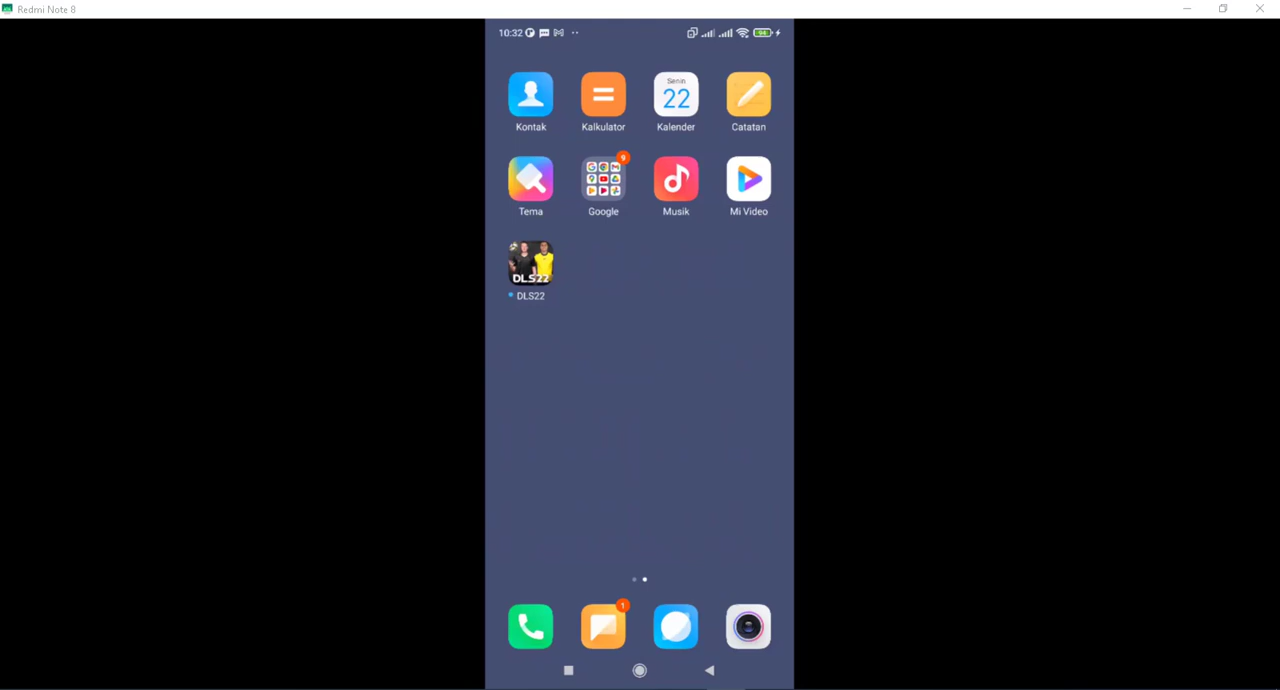 Redmi Note 8
10:32
94
Senin
22
Kontak
Kalkulator
Kalender
Catatan
9
Tema
Google
Musik
Mi Video
DLS22
DLS22
1